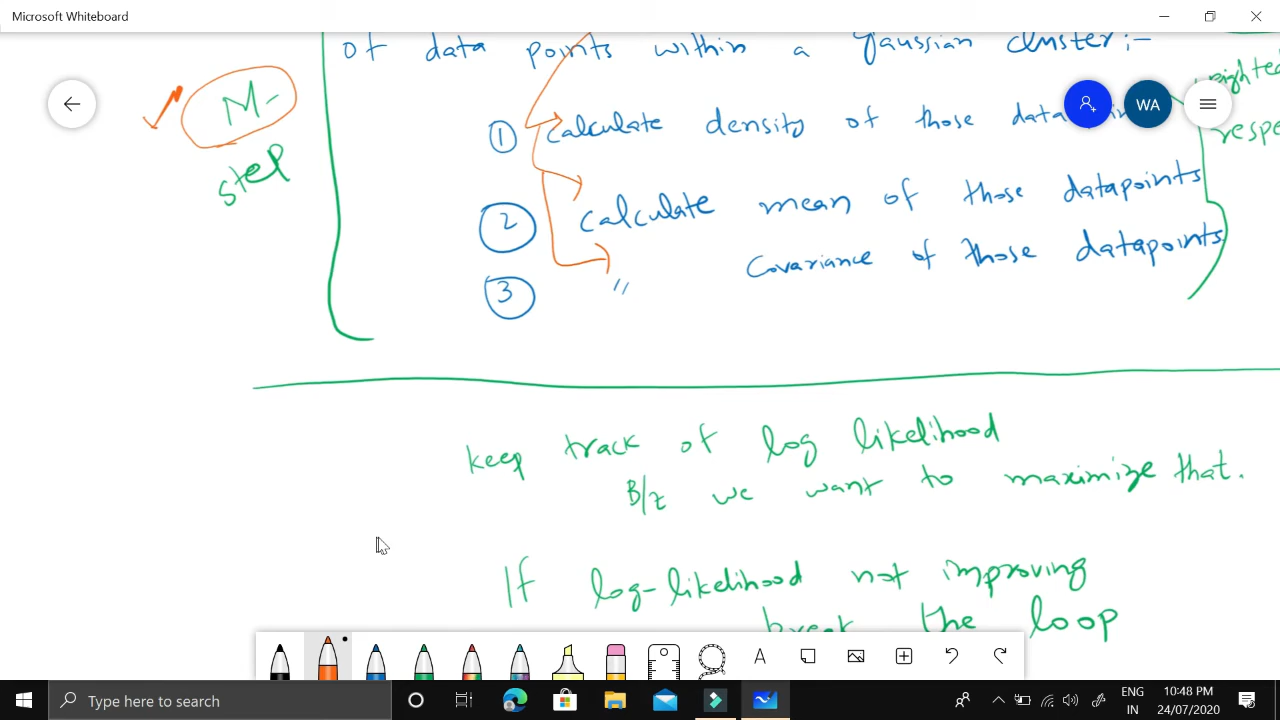 Microsoft Whiteboard
of data points within a Gaussian cluster:-
M-
step
① Calculate density of those data
② Calculate mean of those datapoints
③ " Covariance of those datapoints
WA
respe
keep track of log likelihood
B/z we want to maximize that.
If log-likelihood not improving
break the loop
A
Type here to search
ENG
IN
10:48 PM
24/07/2020